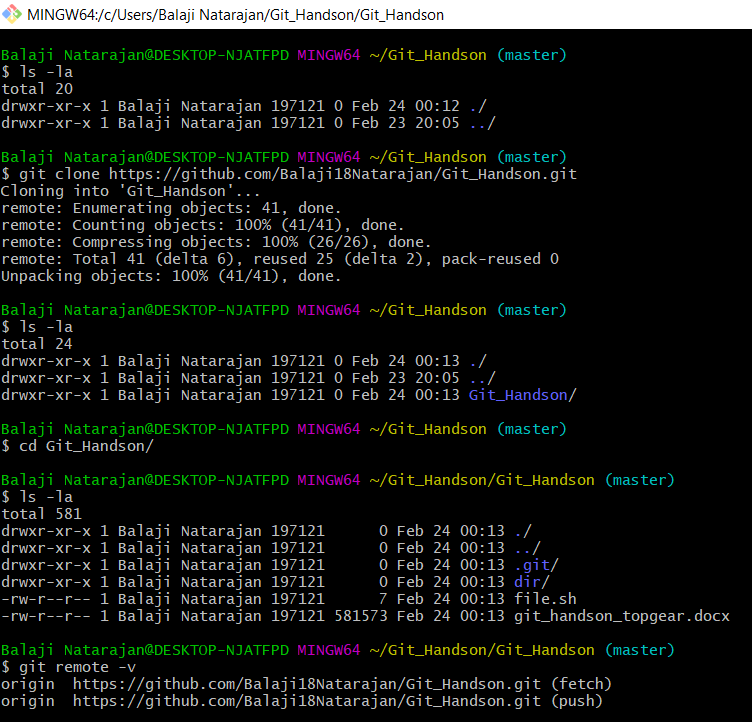 MINGW64:/c/Users/Balaji Natarajan/Git_Handson/Git_Handson
Balaji Natarajan@DESKTOP-NJATFPD MINGW64 ~/Git_Handson (master)
$ ls -la
total 20
drwxr-xr-x 1 Balaji Natarajan 197121 0 Feb 24 00:12 ./
drwxr-xr-x 1 Balaji Natarajan 197121 0 Feb 23 20:05 ../
Balaji Natarajan@DESKTOP-NJATFPD MINGW64 ~/Git_Handson (master)
$ git clone https://github.com/Balaji18Natarajan/Git_Handson.git
Cloning into 'Git_Handson'...
remote: Enumerating objects: 41, done.
remote: Counting objects: 100% (41/41), done.
remote: Compressing objects: 100% (26/26), done.
remote: Total 41 (delta 6), reused 25 (delta 2), pack-reused 0
Unpacking objects: 100% (41/41), done.
Balaji Natarajan@DESKTOP-NJATFPD MINGW64 ~/Git_Handson (master)
$ ls -la
total 24
drwxr-xr-x 1 Balaji Natarajan 197121 0 Feb 24 00:13 ./
drwxr-xr-x 1 Balaji Natarajan 197121 0 Feb 23 20:05 ../
drwxr-xr-x 1 Balaji Natarajan 197121 0 Feb 24 00:13 Git_Handson/
Balaji Natarajan@DESKTOP-NJATFPD MINGW64 ~/Git_Handson (master)
$ cd Git_Handson/
Balaji Natarajan@DESKTOP-NJATFPD MINGW64 ~/Git_Handson/Git_Handson (master)
$ ls -la
total 581
drwxr-xr-x 1 Balaji Natarajan 197121      0 Feb 24 00:13 ./
drwxr-xr-x 1 Balaji Natarajan 197121      0 Feb 24 00:13 ../
drwxr-xr-x 1 Balaji Natarajan 197121      0 Feb 24 00:13 .git/
drwxr-xr-x 1 Balaji Natarajan 197121      0 Feb 24 00:13 dir/
-rw-r--r-- 1 Balaji Natarajan 197121      7 Feb 24 00:13 file.sh
-rw-r--r-- 1 Balaji Natarajan 197121 581573 Feb 24 00:13 git_handson_topgear.docx
Balaji Natarajan@DESKTOP-NJATFPD MINGW64 ~/Git_Handson/Git_Handson (master)
$ git remote -v
origin  https://github.com/Balaji18Natarajan/Git_Handson.git (fetch)
origin  https://github.com/Balaji18Natarajan/Git_Handson.git (push)